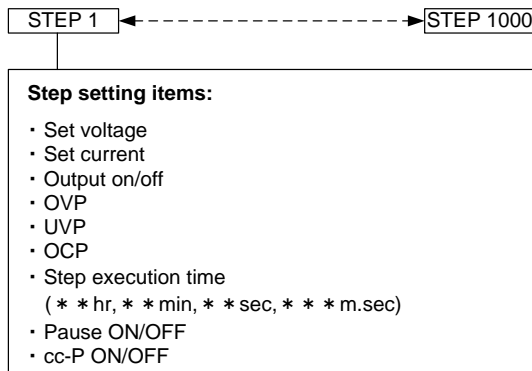 STEP 1 STEP 1000
Step setting items:
・Set voltage
・Set current
・Output on/off
・OVP
・UVP
・OCP
・Step execution time
(＊＊hr,＊＊min,＊＊sec,＊＊＊m.sec)
・Pause ON/OFF
・cc-P ON/OFF